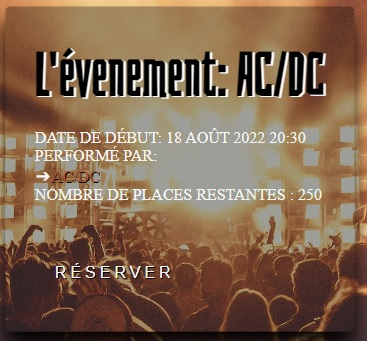 L'évenement: AC/DC
DATE DE DÉBUT: 18 AOÛT 2022 20:30
PERFORMÉ PAR:
➔AC/DC
NOMBRE DE PLACES RESTANTES : 250
RÉSERVER